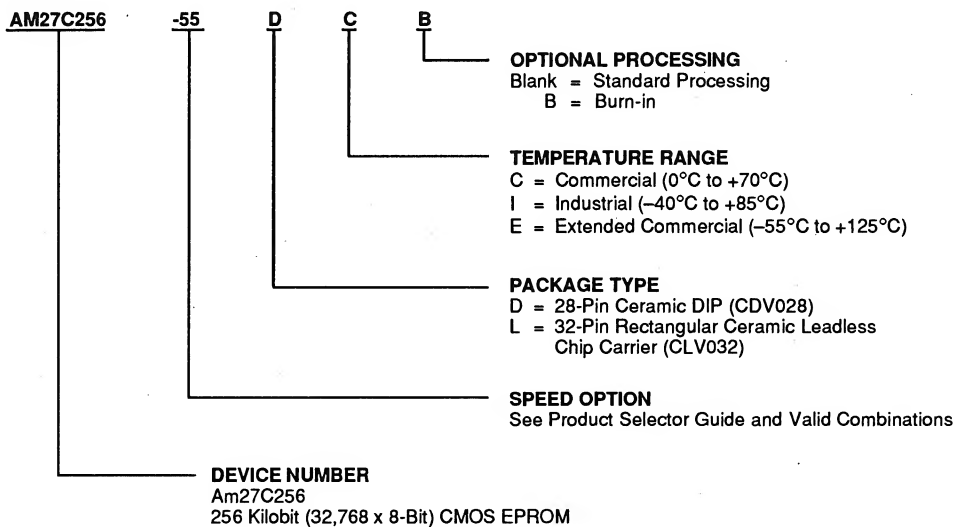 AM27C256 -55 D C B
OPTIONAL PROCESSING
Blank = Standard Processing
B = Burn-in
TEMPERATURE RANGE
C = Commercial (0°C to +70°C)
I = Industrial (–40°C to +85°C)
E = Extended Commercial (–55°C to +125°C)
PACKAGE TYPE
D = 28-Pin Ceramic DIP (CDV028)
L = 32-Pin Rectangular Ceramic Leadless
Chip Carrier (CLV032)
SPEED OPTION
See Product Selector Guide and Valid Combinations
DEVICE NUMBER
Am27C256
256 Kilobit (32,768 x 8-Bit) CMOS EPROM